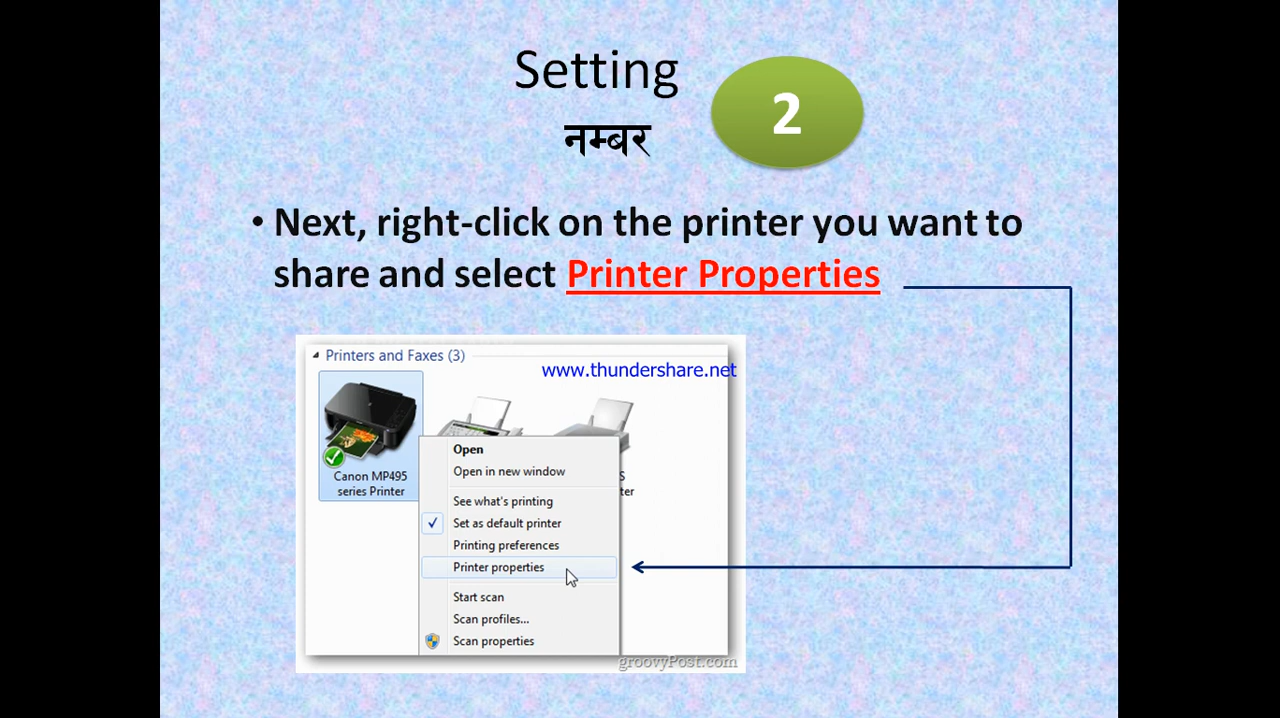 Setting
नम्बर
2
• Next, right-click on the printer you want to
share and select Printer Properties
Printers and Faxes (3)
www.thundershare.net
Canon MP495
series Printer
Open
Open in new window
See what's printing
Set as default printer
Printing preferences
Printer properties
Start scan
Scan profiles...
Scan properties
groovyPost.com